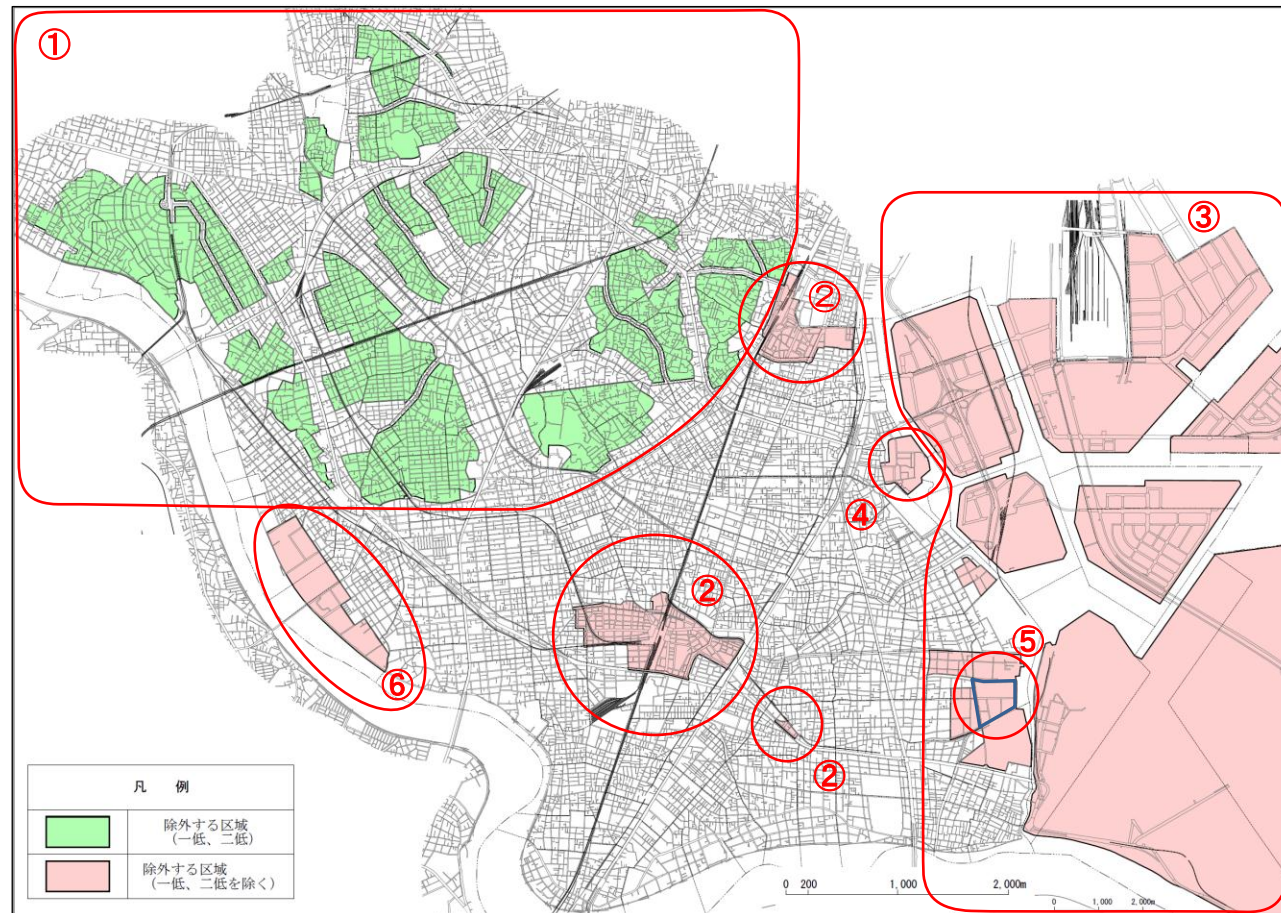 ①
③
②
④
②
⑤
⑥
②
凡 例
除外する区域
(一低、二低)
除外する区域
(一低、二低を除く)
0 200 1,000 2,000m
0 1,000 2,000m